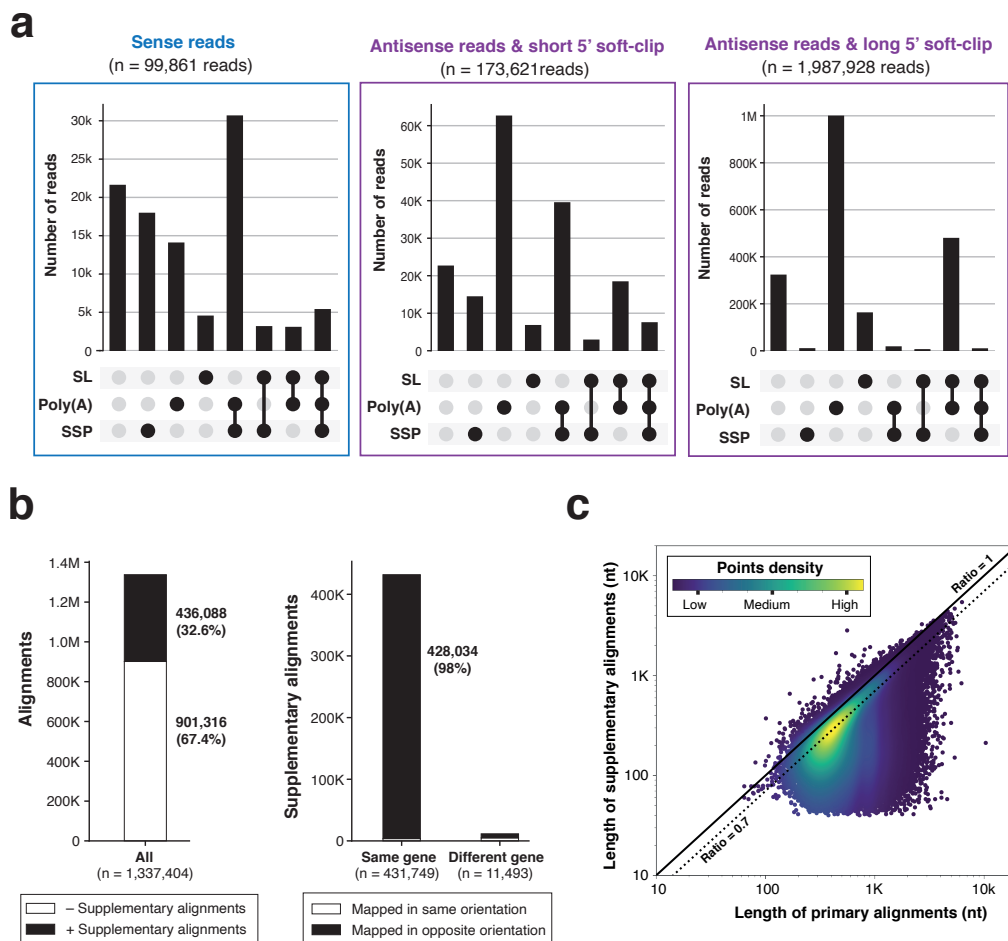 a
Sense reads
(n = 99,861 reads)
Number of reads
30k
25k
20k
15k
10k
5k
0
SL
Poly(A)
SSP
Antisense reads & short 5' soft-clip
(n = 173,621reads)
Number of reads
60K
50K
40K
30K
20K
10K
0
SL
Poly(A)
SSP
Antisense reads & long 5' soft-clip
(n = 1,987,928 reads)
Number of reads
1M
800K
600K
400K
200K
0
SL
Poly(A)
SSP
b
Alignments
1.4M
1.2M
1.0M
800K
600K
400K
200K
0
436,088
(32.6%)
901,316
(67.4%)
All
(n = 1,337,404)
– Supplementary alignments
+ Supplementary alignments
Supplementary alignments
400K
300K
400K
100K
0
428,034
(98%)
Same gene
(n = 431,749)
Different gene
(n = 11,493)
Mapped in same orientation
Mapped in opposite orientation
c
Length of supplementary alignments (nt)
10K
1K
100
10
Points density
Low
Medium
High
Ratio = 1
Ratio = 0.7
10
100
1K
10k
Length of primary alignments (nt)